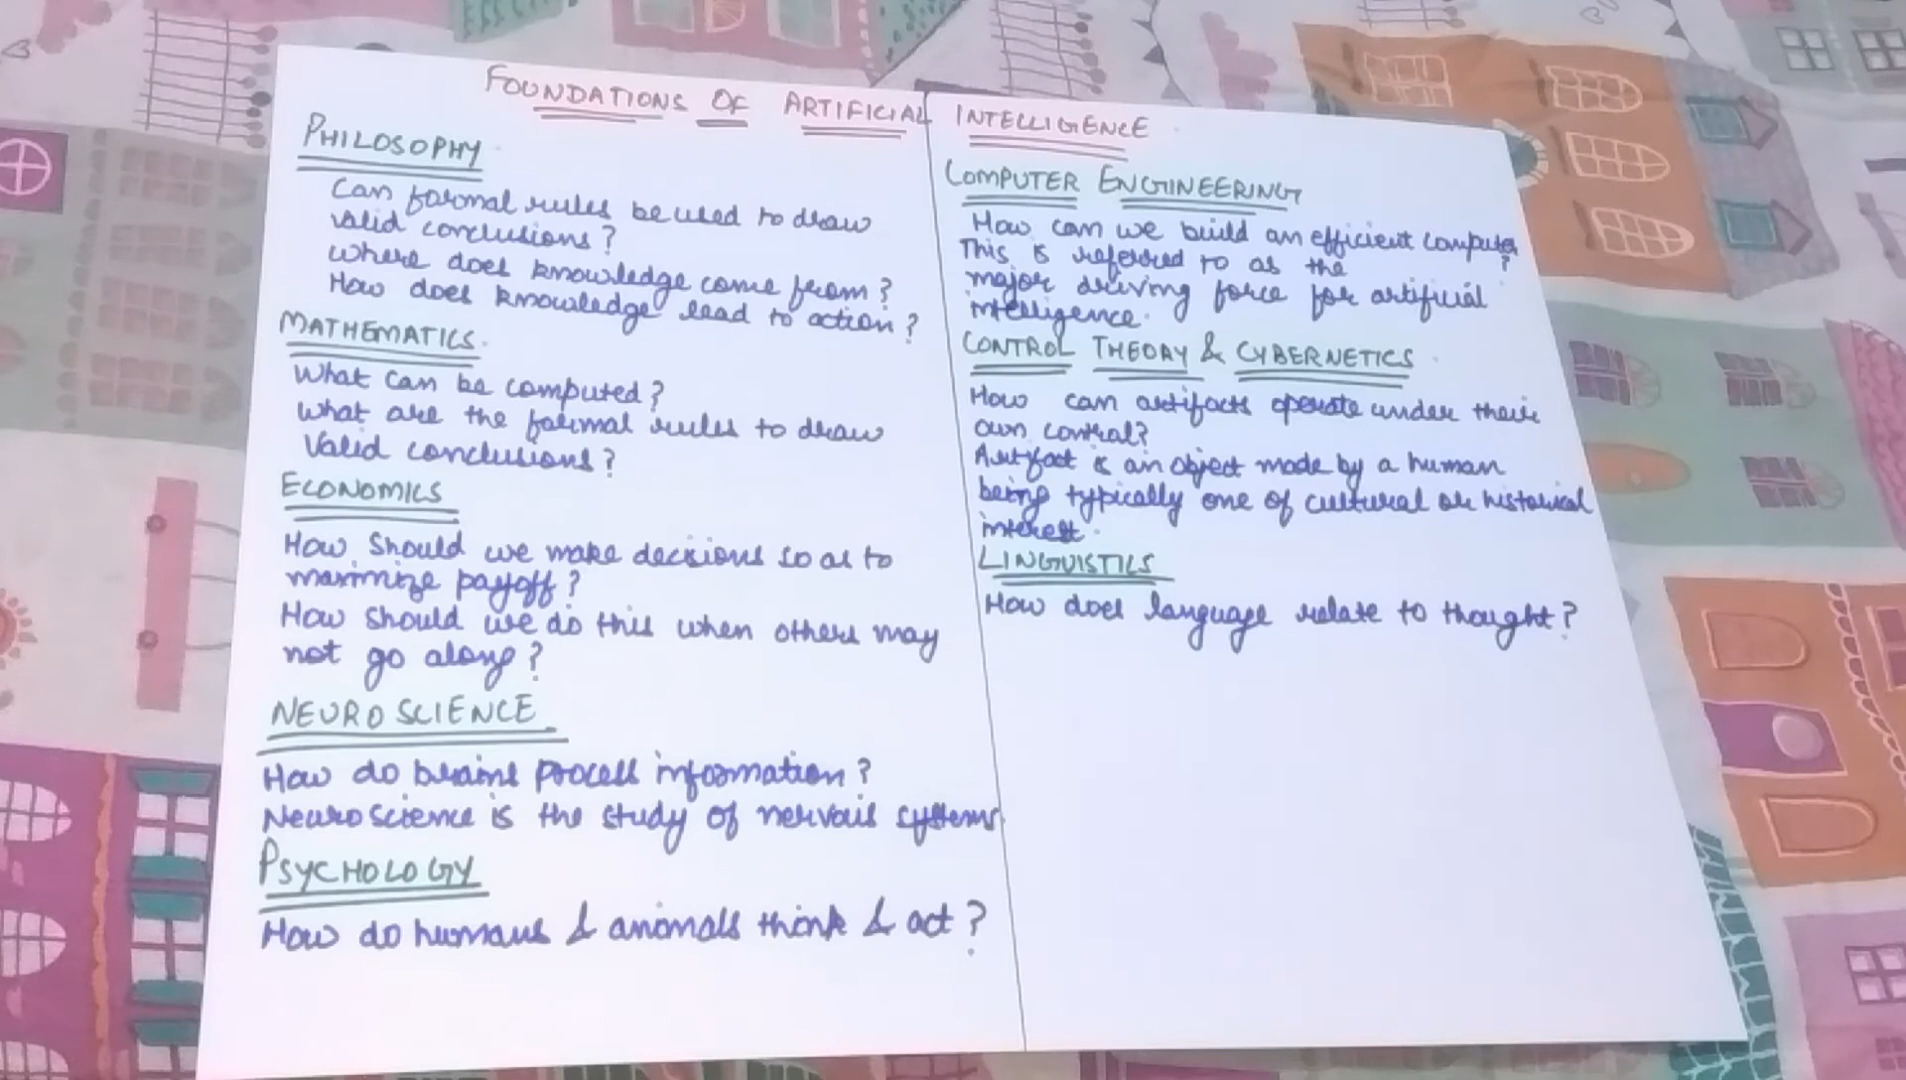 FOUNDATIONS OF ARTIFICIAL INTELLIGENCE
PHILOSOPHY
Can formal rules be used to draw
valid conclusions?
Where does knowledge come from?
How does knowledge lead to action?
MATHEMATICS.
What can be computed?
What are the formal rules to draw
Valid conclusions?
ECONOMICS
How Should we make decisions so as to
maximize payoff?
How Should we do this when others may
not go along?
NEURO SCIENCE
How do brains process information?
Neuro science is the study of nervous systems.
PSYCHOLOGY
How do humans & animals think & act?
COMPUTER ENGINEERING
How can we build an efficient computer?
This is referred to as the
major driving force for artificial
intelligence.
CONTROL THEORY & CYBERNETICS
How can artifacts operate under their
own control?
Artifact is an object made by a human
being typically one of cultural or historical
interest.
LINGUISTICS
How does language relate to thought?